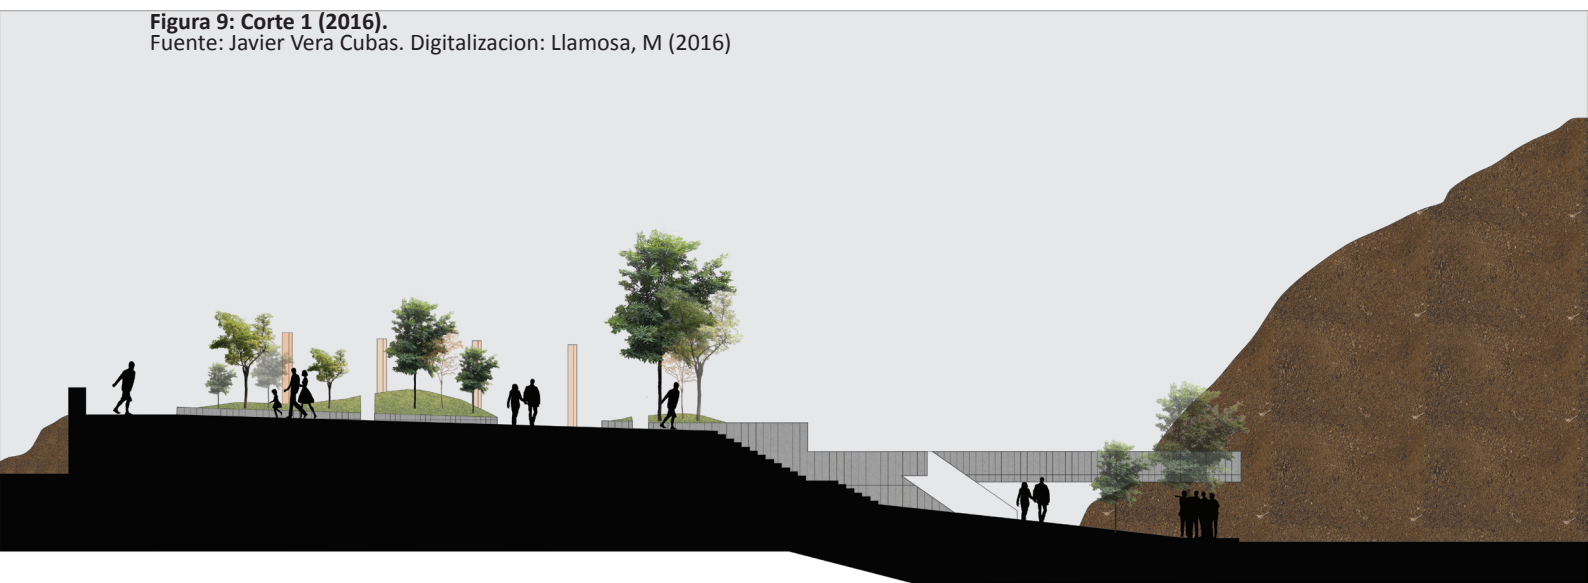 Figura 9: Corte 1 (2016).
Fuente: Javier Vera Cubas. Digitalizacion: Llamosa, M (2016)